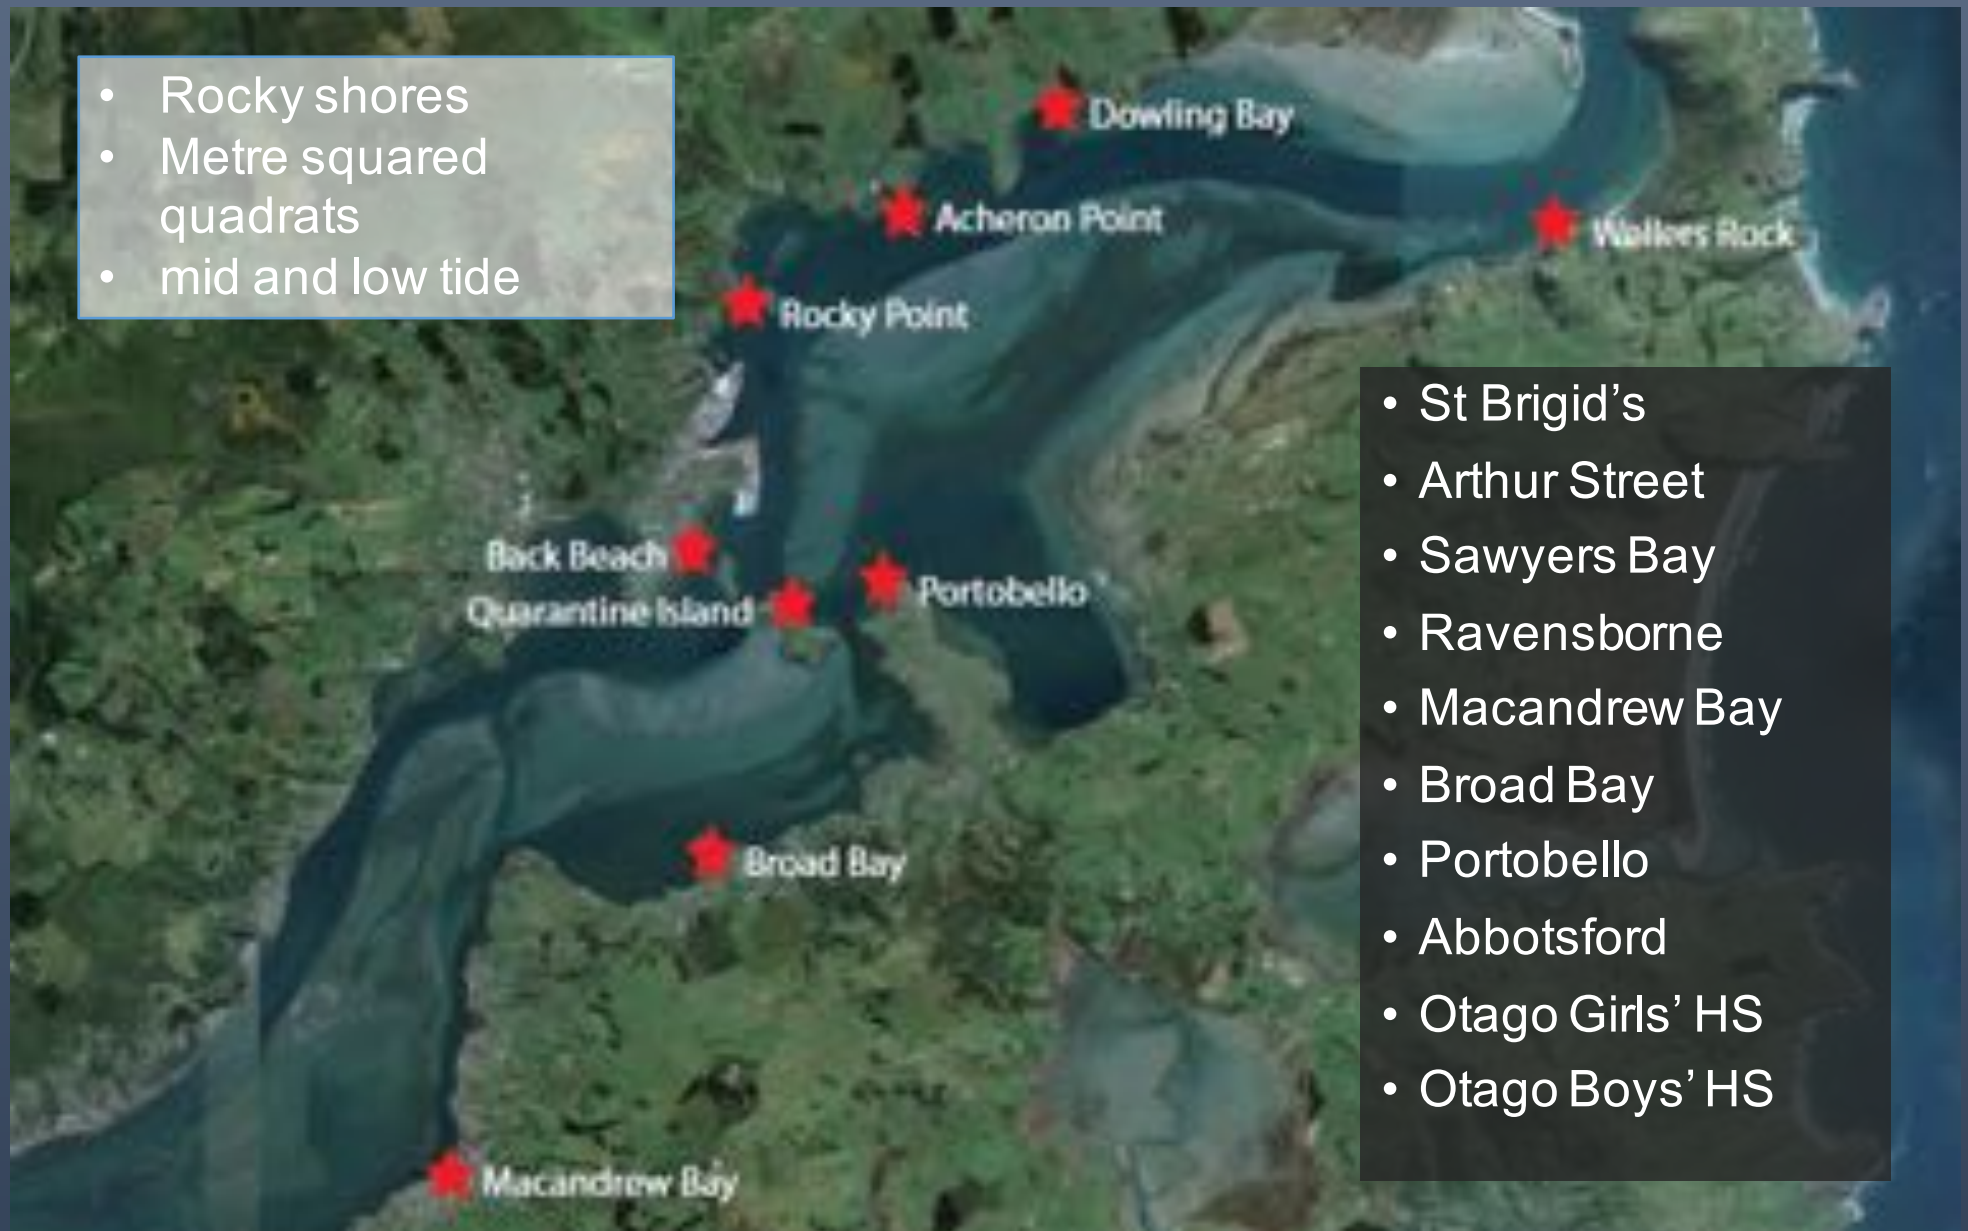 • Rocky shores
• Metre squared
quadrats
• mid and low tide
Dowling Bay
Acheron Point
Wellers Rock
Rocky Point
Back Beach
Quarantine Island
Portobello
Broad Bay
Macandrew Bay
• St Brigid’s
• Arthur Street
• Sawyers Bay
• Ravensborne
• Macandrew Bay
• Broad Bay
• Portobello
• Abbotsford
• Otago Girls’ HS
• Otago Boys’ HS